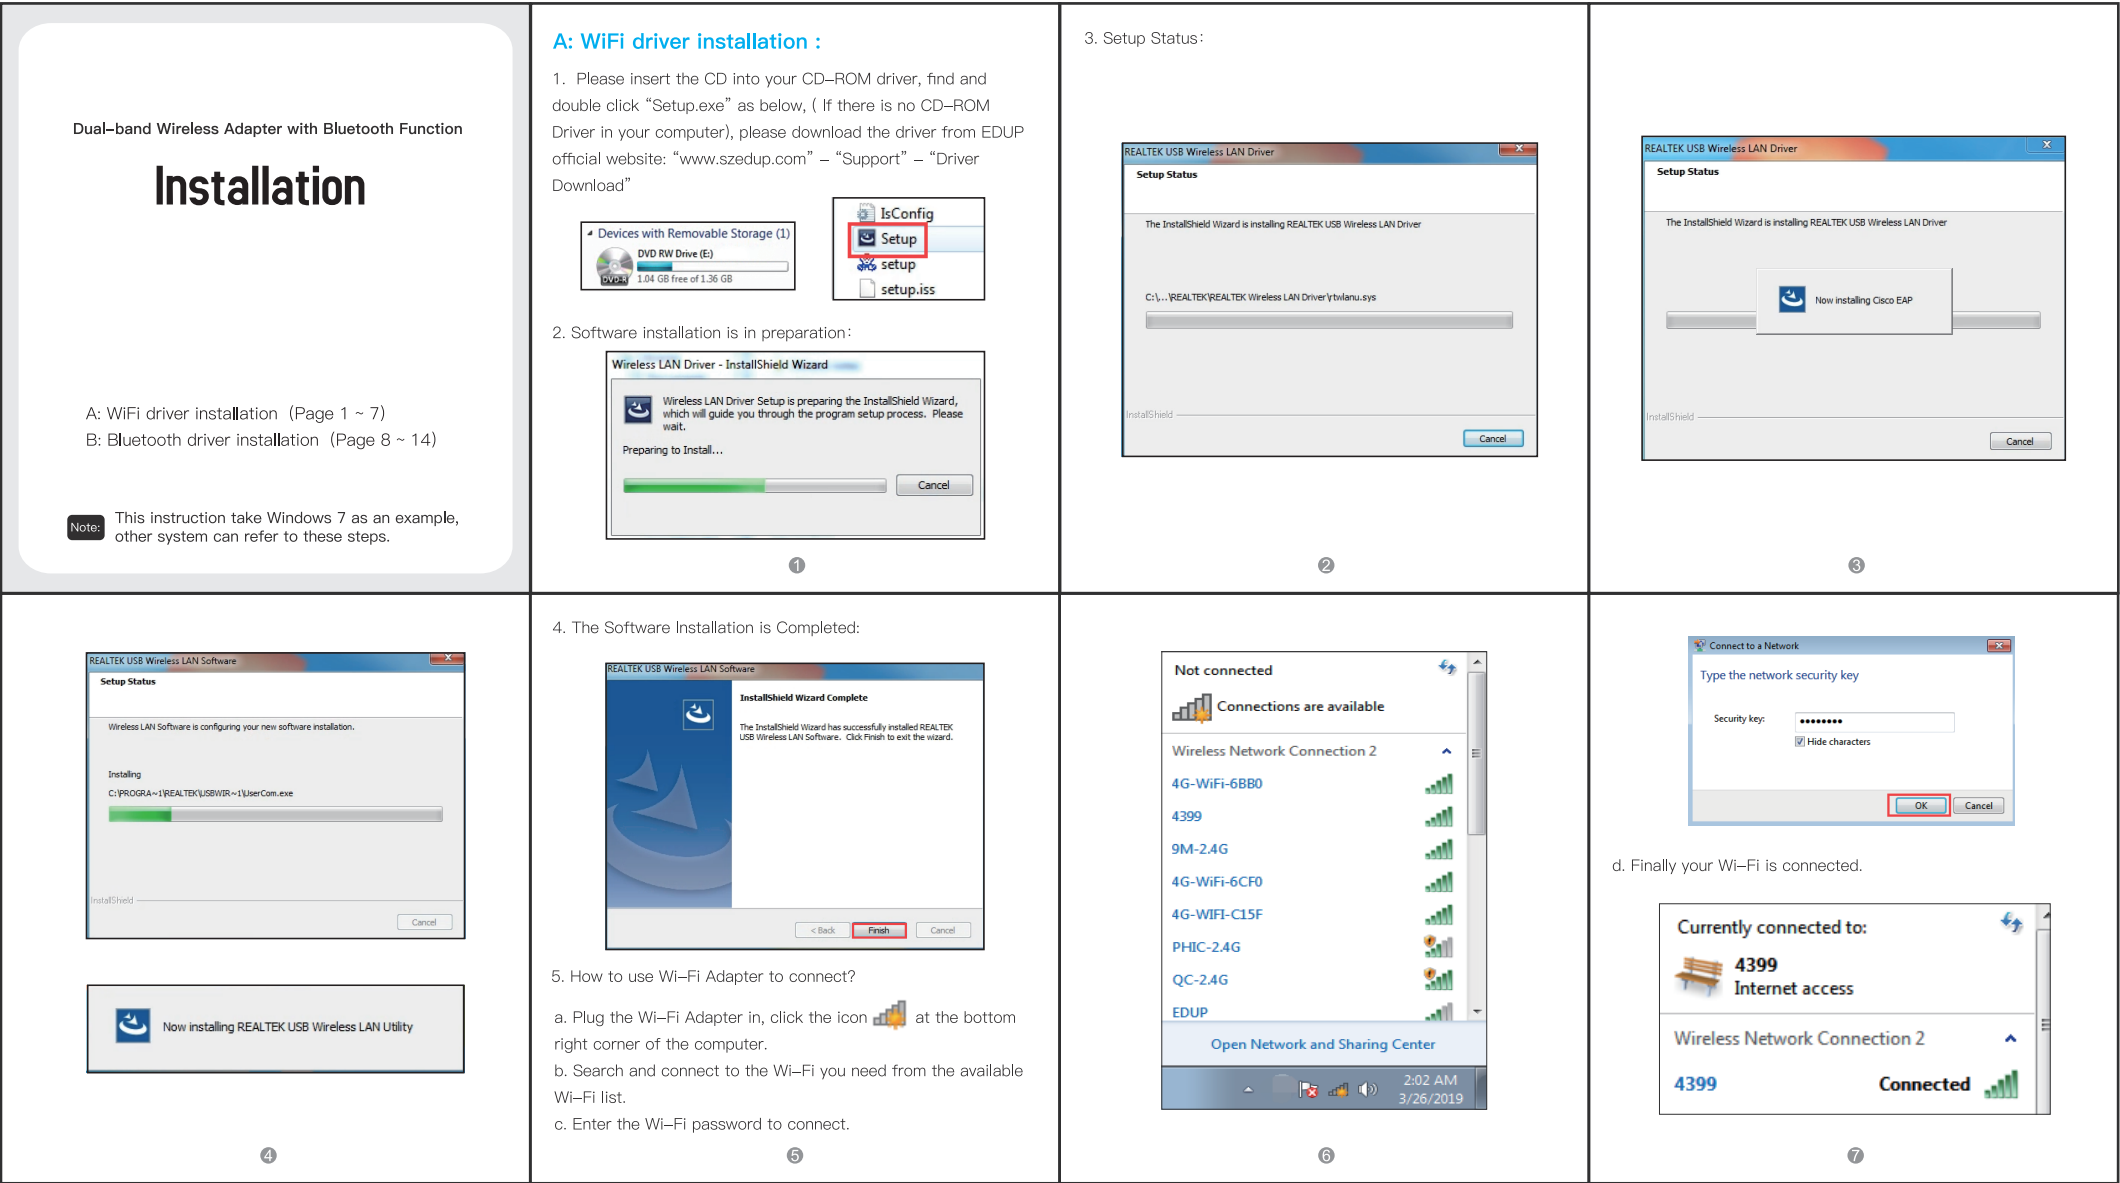 Dual-band Wireless Adapter with Bluetooth Function
Installation
A: WiFi driver installation (Page 1 ~ 7)
B: Bluetooth driver installation (Page 8 ~ 14)
Note:
This instruction take Windows 7 as an example,
other system can refer to these steps.
A: WiFi driver installation :
1. Please insert the CD into your CD-ROM driver, find and
double click “Setup.exe” as below, ( If there is no CD-ROM
Driver in your computer), please download the driver from EDUP
official website: “www.szedup.com” – “Support” – “Driver
Download”
Devices with Removable Storage (1)
DVD RW Drive (E:)
1.04 GB free of 1.36 GB
DVD-R
IsConfig
Setup
setup
setup.iss
2. Software installation is in preparation:
Wireless LAN Driver - InstallShield Wizard
Wireless LAN Driver Setup is preparing the InstallShield Wizard,
which will guide you through the program setup process. Please
wait.
Preparing to Install...
Cancel
1
3. Setup Status:
REALTEK USB Wireless LAN Driver
Setup Status
The InstallShield Wizard is installing REALTEK USB Wireless LAN Driver
C:\...\REALTEK\REALTEK Wireless LAN Driver\rtwlanu.sys
InstallShield
Cancel
2
REALTEK USB Wireless LAN Driver
Setup Status
The InstallShield Wizard is installing REALTEK USB Wireless LAN Driver
Now installing Cisco EAP
InstallShield
Cancel
3
REALTEK USB Wireless LAN Software
Setup Status
Wireless LAN Software is configuring your new software installation.
Installing
C:\PROGRA~1\REALTEK\USBWIR~1\UserCom.exe
InstallShield
Cancel
Now installing REALTEK USB Wireless LAN Utility
4
4. The Software Installation is Completed:
REALTEK USB Wireless LAN Software
InstallShield Wizard Complete
The InstallShield Wizard has successfully installed REALTEK
USB Wireless LAN Software. Click Finish to exit the wizard.
< Back
Finish
Cancel
5. How to use Wi-Fi Adapter to connect?
a. Plug the Wi-Fi Adapter in, click the icon at the bottom
right corner of the computer.
b. Search and connect to the Wi-Fi you need from the available
Wi-Fi list.
c. Enter the Wi-Fi password to connect.
5
Not connected
Connections are available
Wireless Network Connection 2
4G-WiFi-6BB0
4399
9M-2.4G
4G-WiFi-6CF0
4G-WIFI-C15F
PHIC-2.4G
QC-2.4G
EDUP
Open Network and Sharing Center
2:02 AM
3/26/2019
6
Connect to a Network
Type the network security key
Security key: ••••••••
Hide characters
OK
Cancel
d. Finally your Wi-Fi is connected.
Currently connected to:
4399
Internet access
Wireless Network Connection 2
4399 Connected
7